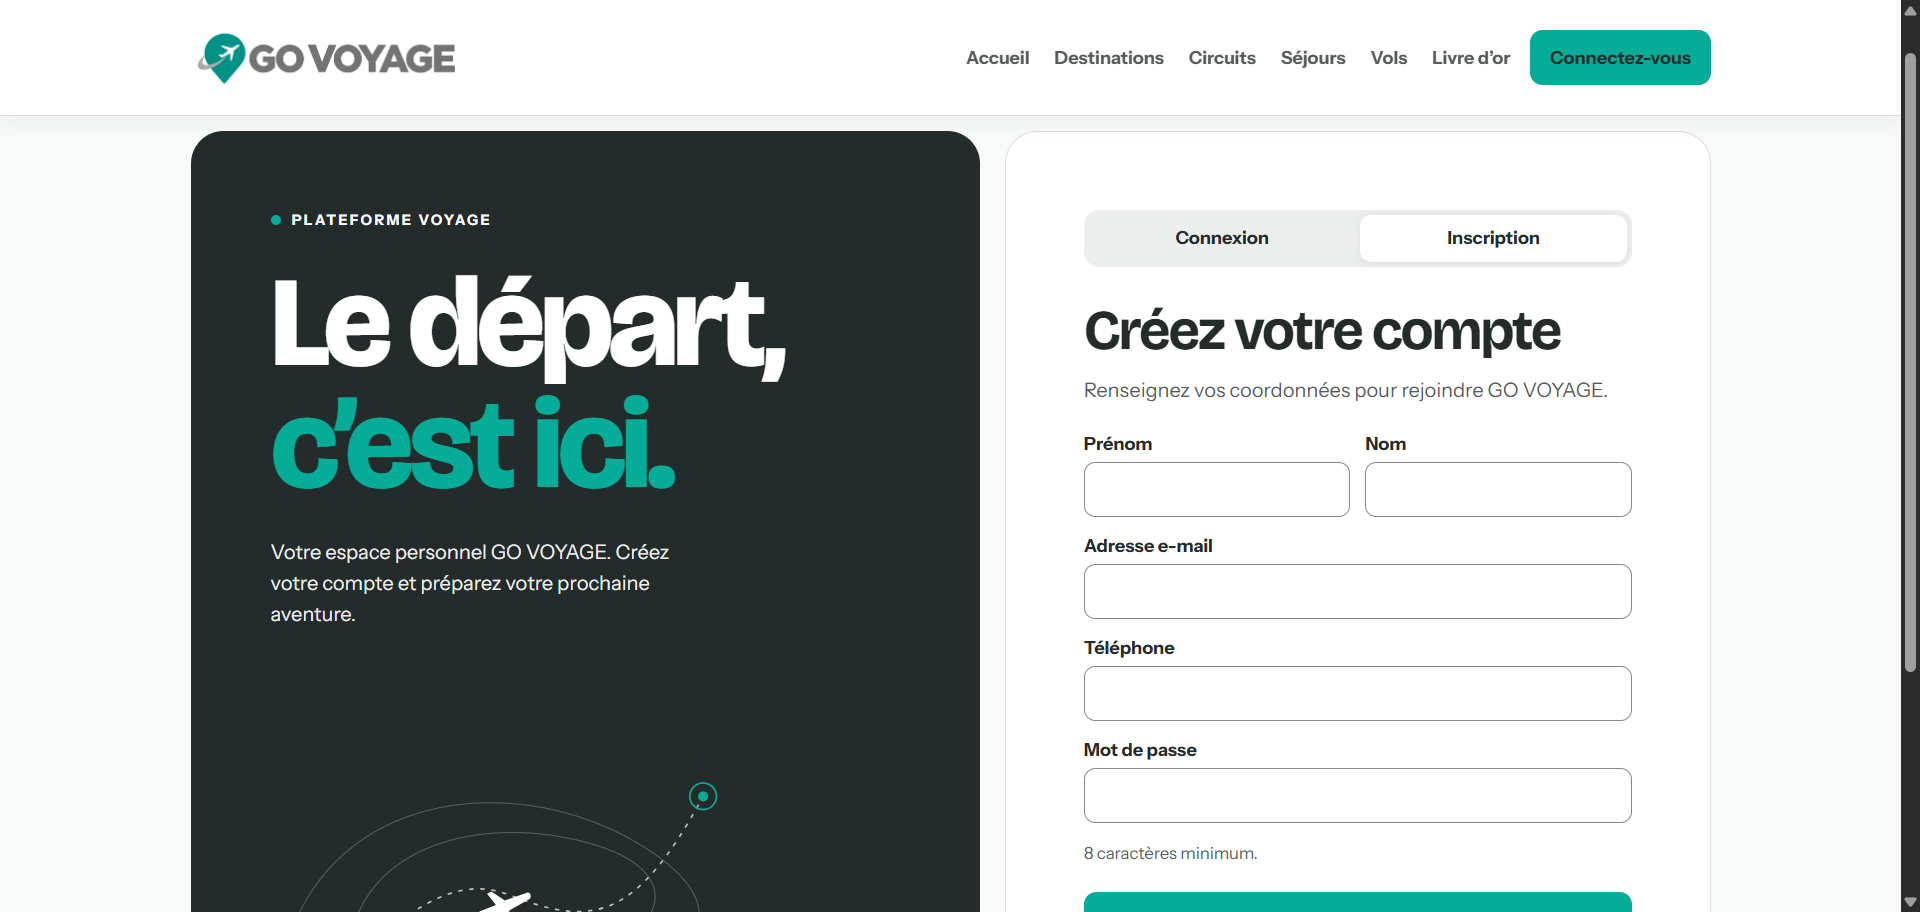 GO VOYAGE
Accueil
Destinations
Circuits
Séjours
Vols
Livre d’or
Connectez-vous
PLATEFORME VOYAGE
Le départ,
c’est ici.
Votre espace personnel GO VOYAGE. Créez
votre compte et préparez votre prochaine
aventure.
Connexion
Inscription
Créez votre compte
Renseignez vos coordonnées pour rejoindre GO VOYAGE.
Prénom
Nom
Adresse e-mail
Téléphone
Mot de passe
8 caractères minimum.